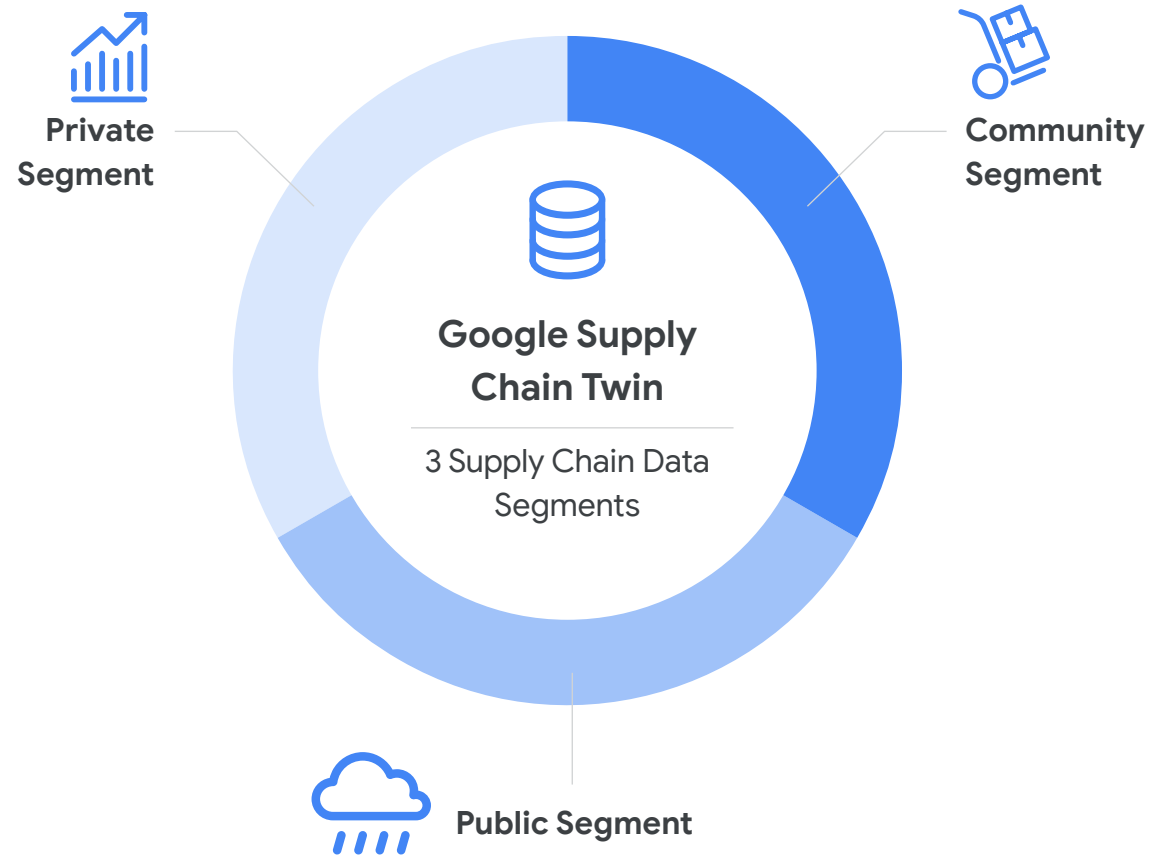 Private
Segment
Community
Segment
Google Supply
Chain Twin
3 Supply Chain Data
Segments
Public Segment